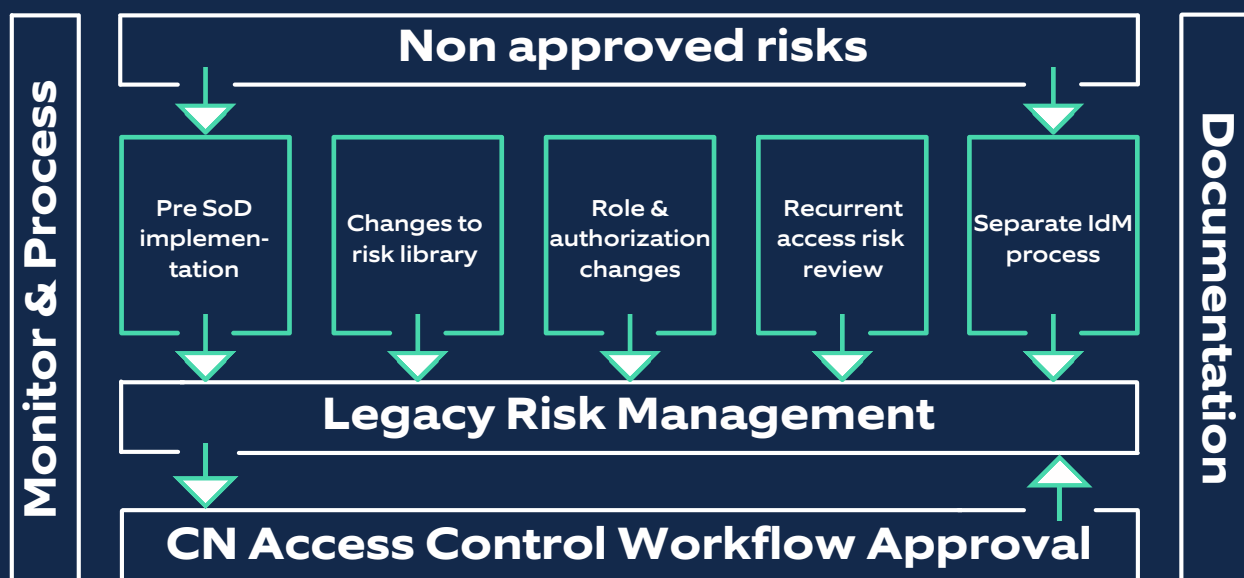 Monitor & Process
Non approved risks
Pre SoD
implemen-
tation
Changes to
risk library
Role &
authorization
changes
Recurrent
access risk
review
Separate IdM
process
Legacy Risk Management
CN Access Control Workflow Approval
Documentation